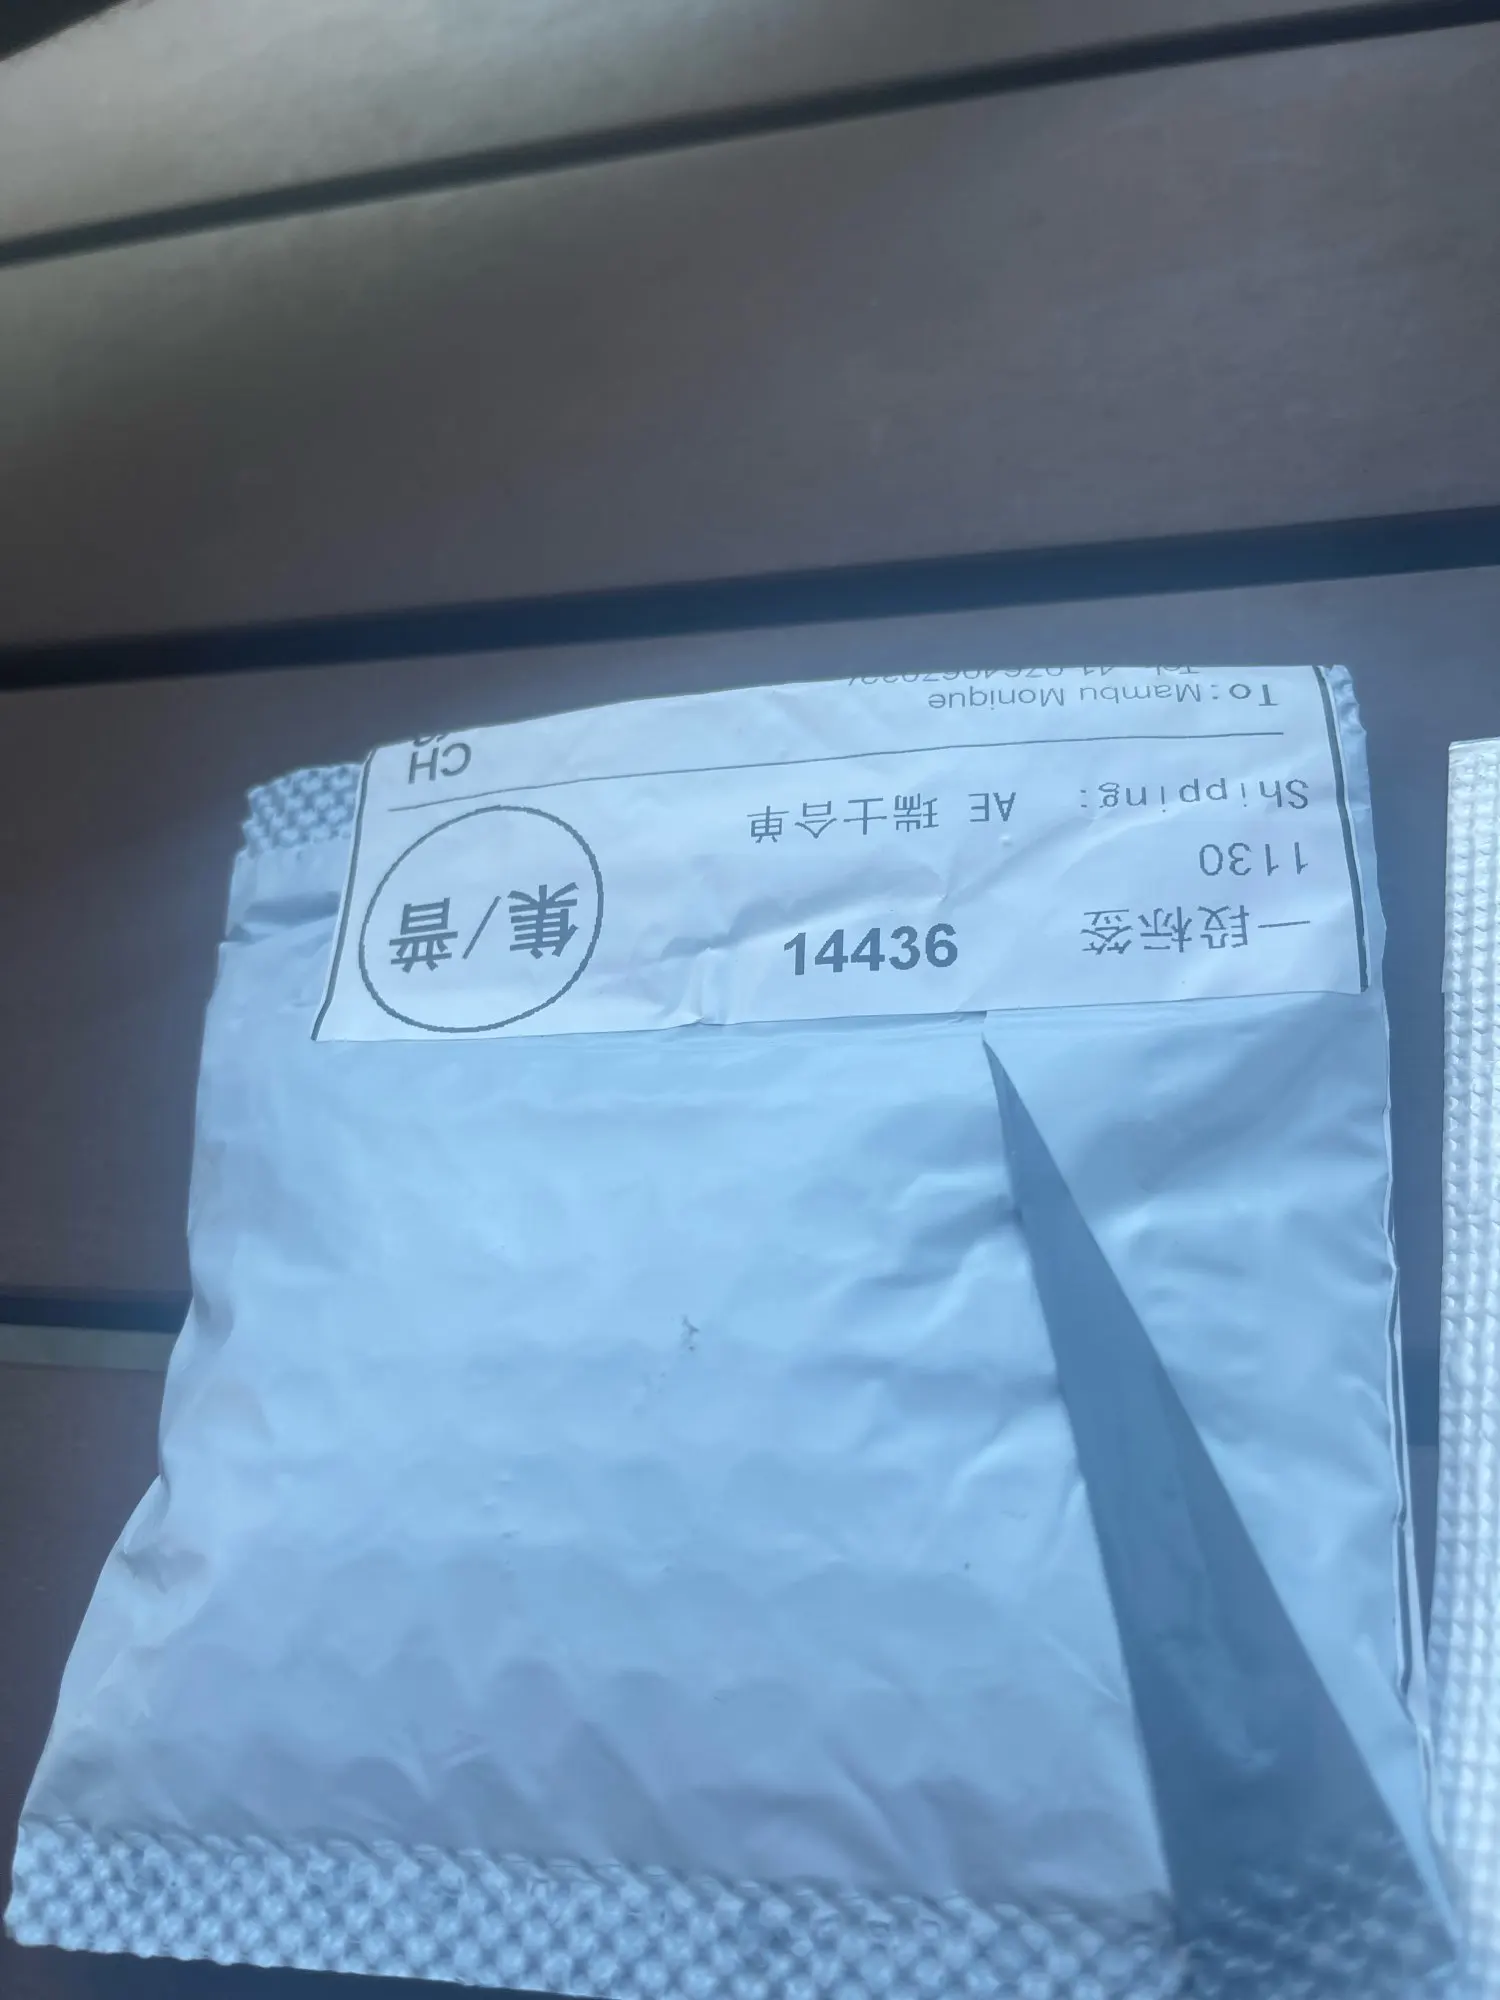 一段标签 14436 集/普
1130
Shipping: AE 瑞士合单
To:Mambu Monique CH